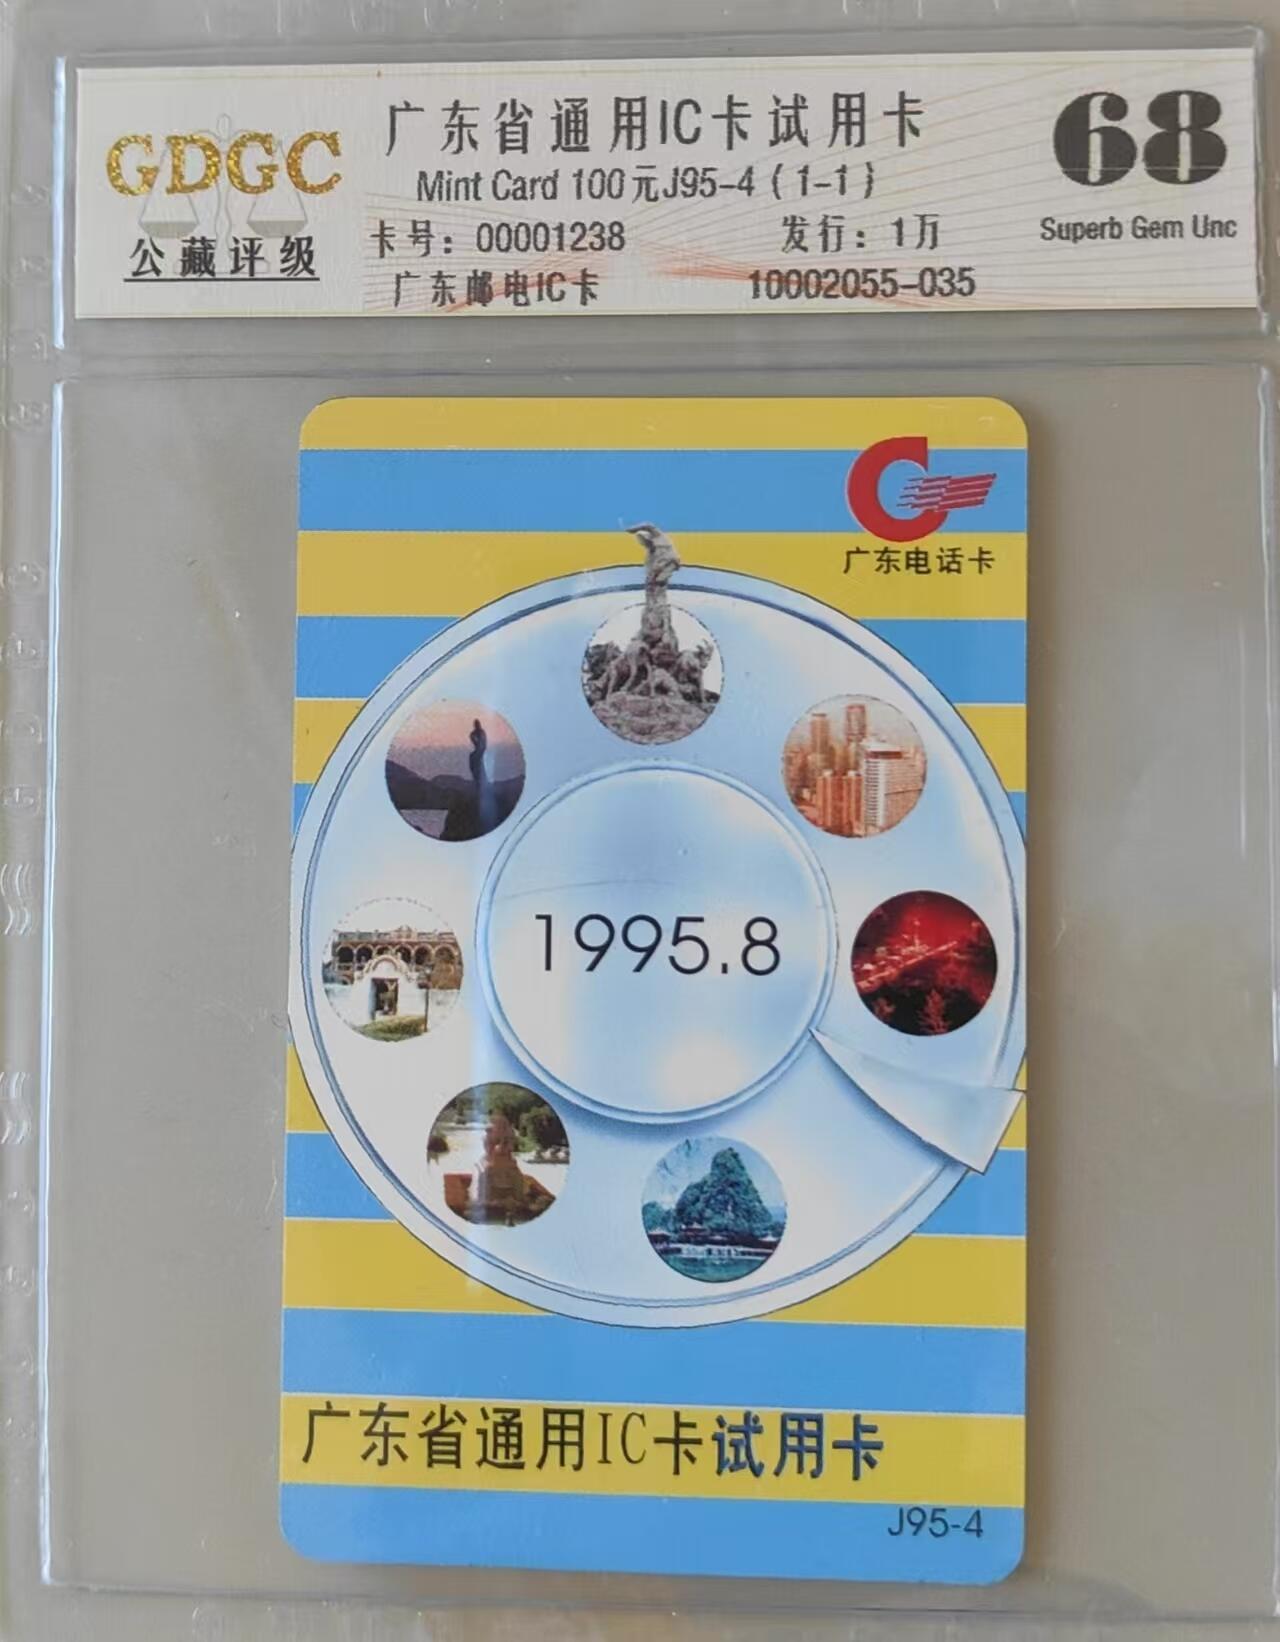 GDGC
公藏评级
广东省通用IC卡试用卡
Mint Card 100元J95-4(1-1)
卡号：00001238 发行：1万
广东邮电IC卡 10002055-035
68
Superb Gem Unc
广东电话卡
1995.8
广东省通用IC卡试用卡
J95-4